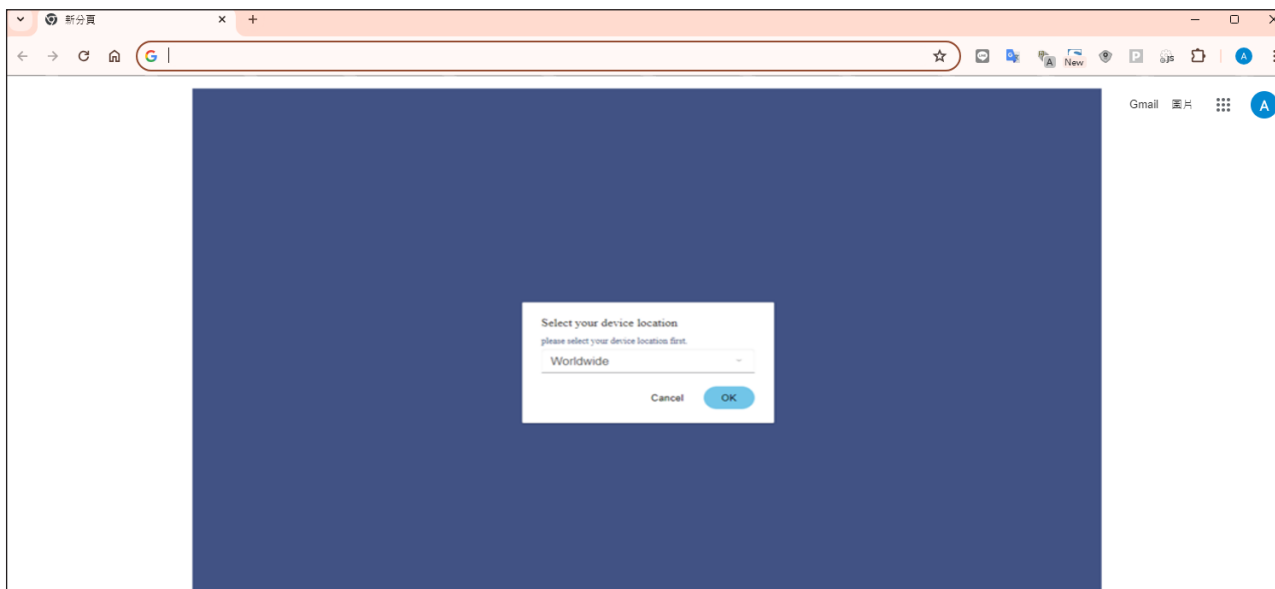 新分頁
New
Gmail 圖片
A
Select your device location
please select your device location first.
Worldwide
Cancel OK